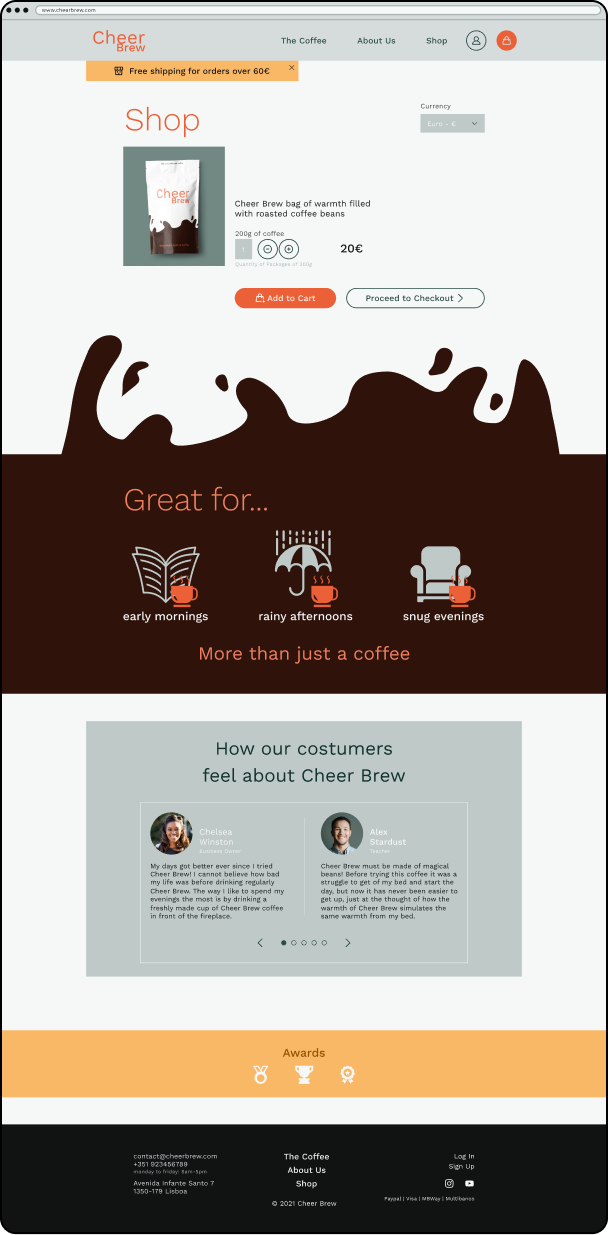 www.cheerbrew.com
Cheer
Brew
The Coffee
About Us
Shop
Free shipping for orders over 60€
Shop
Currency
Euro - €
Cheer
Brew
Cheer Brew bag of warmth filled
with roasted coffee beans
200g of coffee
1
20€
Quantity of Packages of 200g
Add to Cart
Proceed to Checkout
Great for...
early mornings
rainy afternoons
snug evenings
More than just a coffee
How our costumers
feel about Cheer Brew
Chelsea
Winston
Business Owner
My days got better ever since I tried
Cheer Brew! I cannot believe how bad
my life was before drinking regularly
Cheer Brew. The way I like to spend my
evenings the most is by drinking a
freshly made cup of Cheer Brew coffee
in front of the fireplace.
Alex
Stardust
Teacher
Cheer Brew must be made of magical
beans! Before trying this coffee it was a
struggle to get of my bed and start the
day, but now it has never been easier to
get up, just at the thought of how the
warmth of Cheer Brew simulates the
same warmth from my bed.
Awards
contact@cheerbrew.com
+351 923456789
monday to friday: 8am-5pm
Avenida Infante Santo 7
1350-179 Lisboa
The Coffee
About Us
Shop
© 2021 Cheer Brew
Log In
Sign Up
Paypal | Visa | MBWay | Multibanco